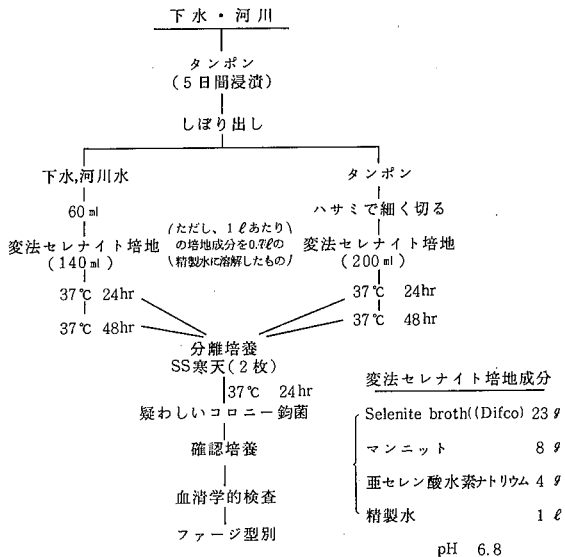 下水・河川
タンポン
(5日間浸漬)
しぼり出し
下水,河川水
60ml
変法セレナイト培地
(140ml)
(ただし、1ℓあたり
の培地成分を0.7ℓの
精製水に溶解したもの)
37℃ 24hr
37℃ 48hr
タンポン
ハサミで細く切る
変法セレナイト培地
(200ml)
37℃ 24hr
37℃ 48hr
分離培養
SS寒天(2枚)
37℃ 24hr
疑わしいコロニー鈎菌
確認培養
血清学的検査
ファージ型別
変法セレナイト培地成分
Selenite broth((Difco) 23 g
マンニット 8 g
亜セレン酸水素ナトリウム 4 g
精製水 1 ℓ
pH 6.8